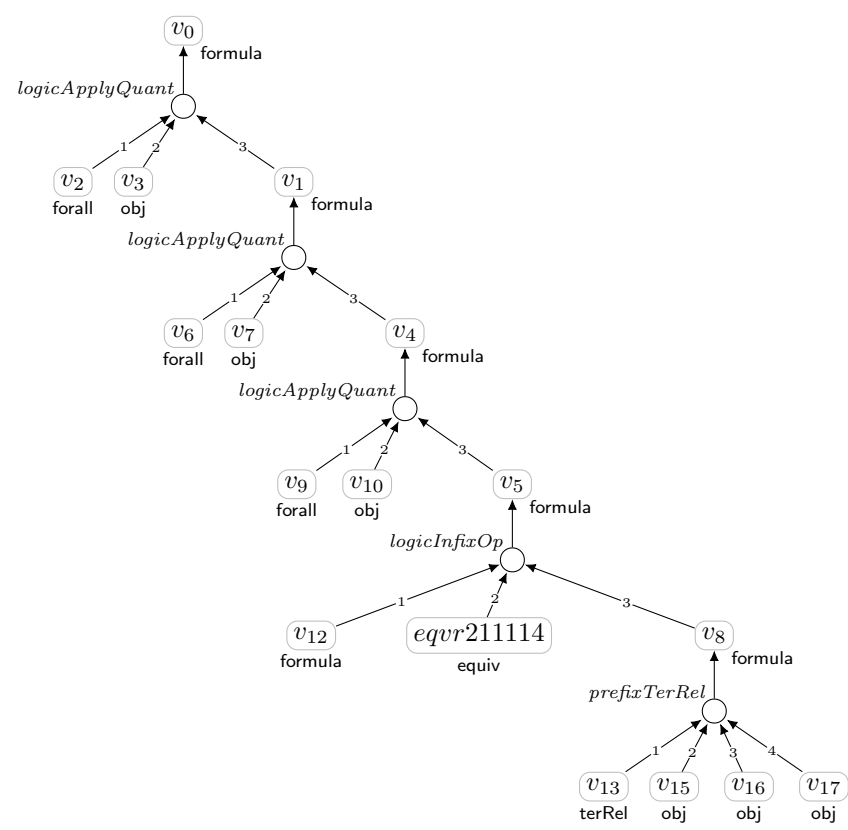 v0
formula
logicApplyQuant
1 2 3
v2 v3 v1
forall obj formula
logicApplyQuant
1 2 3
v6 v7 v4
forall obj formula
logicApplyQuant
1 2 3
v9 v10 v5
forall obj formula
logicInfixOp
1 2 3
v12 eqvr211114 v8
formula equiv formula
prefixTerRel
1 2 3 4
v13 v15 v16 v17
terRel obj obj obj